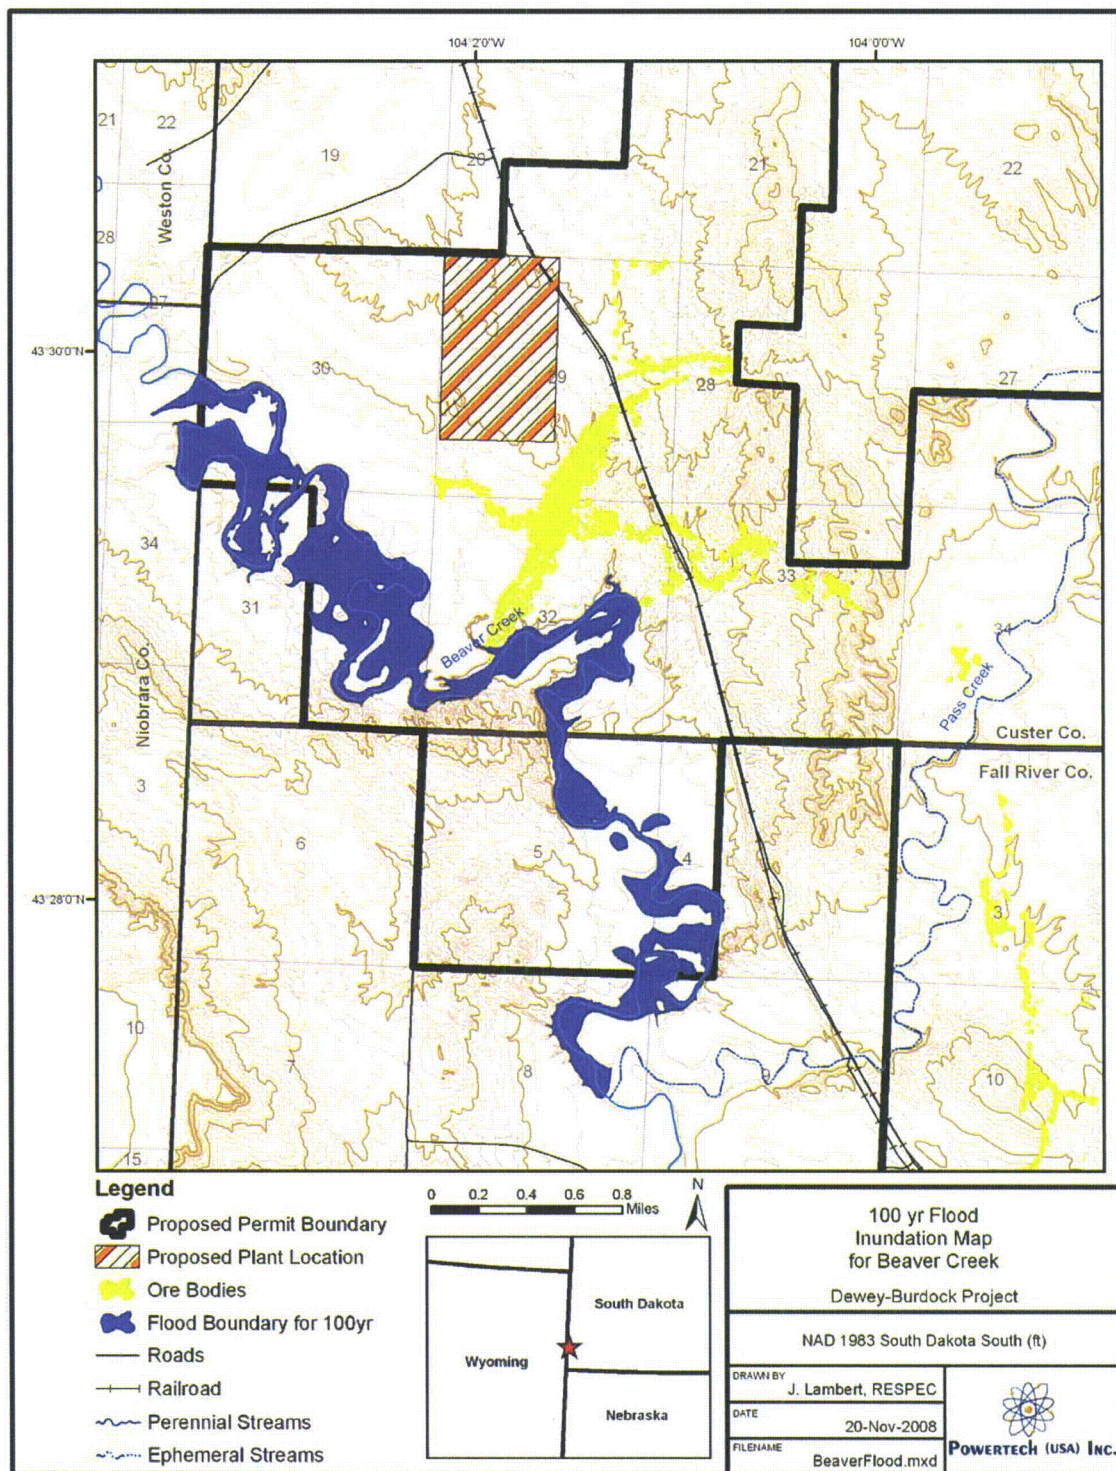 104°2'0"W
104°0'0"W
21
22
19
20
21
22
Weston Co.
28
27
43°30'0"N
30
29
28
27
34
31
32
33
34
Beaver Creek
Pass Creek
Niobrara Co.
Custer Co.
Fall River Co.
3
6
5
4
3
43°28'0"N
10
7
8
9
10
15
Legend
Proposed Permit Boundary
Proposed Plant Location
Ore Bodies
Flood Boundary for 100yr
Roads
Railroad
Perennial Streams
Ephemeral Streams
0 0.2 0.4 0.6 0.8
Miles
N
South Dakota
Wyoming
Nebraska
100 yr Flood
Inundation Map
for Beaver Creek
Dewey-Burdock Project
NAD 1983 South Dakota South (ft)
DRAWN BY
J. Lambert, RESPEC
DATE
20-Nov-2008
FILENAME
BeaverFlood.mxd
POWERTECH (USA) INC.